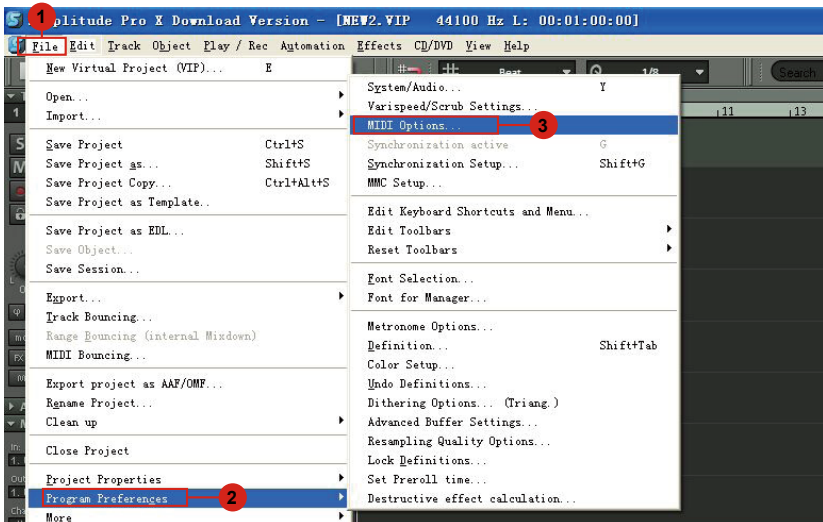 1
plitude Pro X Download Version - [NEW2.VIP 44100 Hz L: 00:01:00:00]
File Edit Track Object Play / Rec Automation Effects CD/DVD View Help
New Virtual Project (VIP)... E
Open...
Import...
Save Project Ctrl+S
Save Project as... Shift+S
Save Project Copy... Ctrl+Alt+S
Save Project as Template..
Save Project as EDL...
Save Object...
Save Session...
Export...
Track Bouncing...
Range Bouncing (internal Mixdown)
MIDI Bouncing...
Export project as AAF/OMF...
Rename Project...
Clean up
Close Project
Project Properties
Program Preferences 2
More
Beat 1/8 Search
System/Audio... Y
Varispeed/Scrub Settings...
MIDI Options... 3
Synchronization active G
Synchronization Setup... Shift+G
MMC Setup...
Edit Keyboard Shortcuts and Menu...
Edit Toolbars
Reset Toolbars
Font Selection...
Font for Manager...
Metronome Options...
Definition... Shift+Tab
Color Setup...
Undo Definitions...
Dithering Options... (Triang.)
Advanced Buffer Settings...
Resampling Quality Options...
Lock Definitions...
Set Preroll time...
Destructive effect calculation...
11 13
1
S
M
FX
In:
Out
Cha